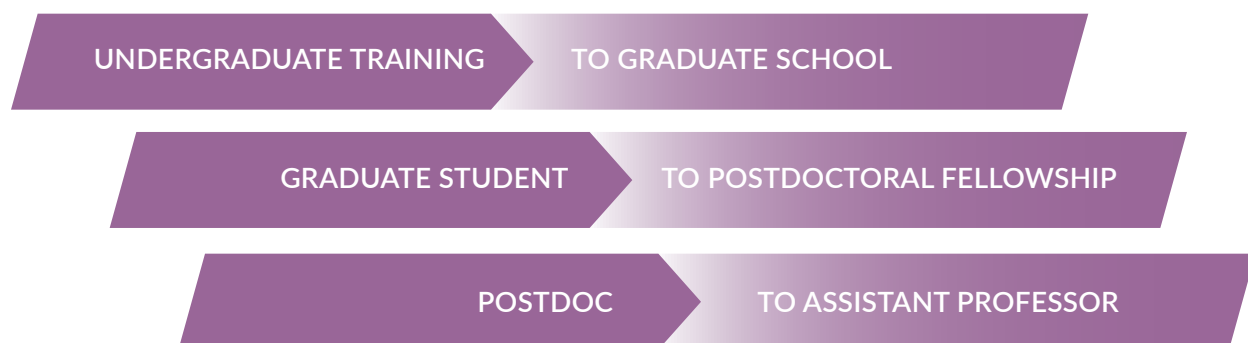 UNDERGRADUATE TRAINING TO GRADUATE SCHOOL
GRADUATE STUDENT TO POSTDOCTORAL FELLOWSHIP
POSTDOC TO ASSISTANT PROFESSOR